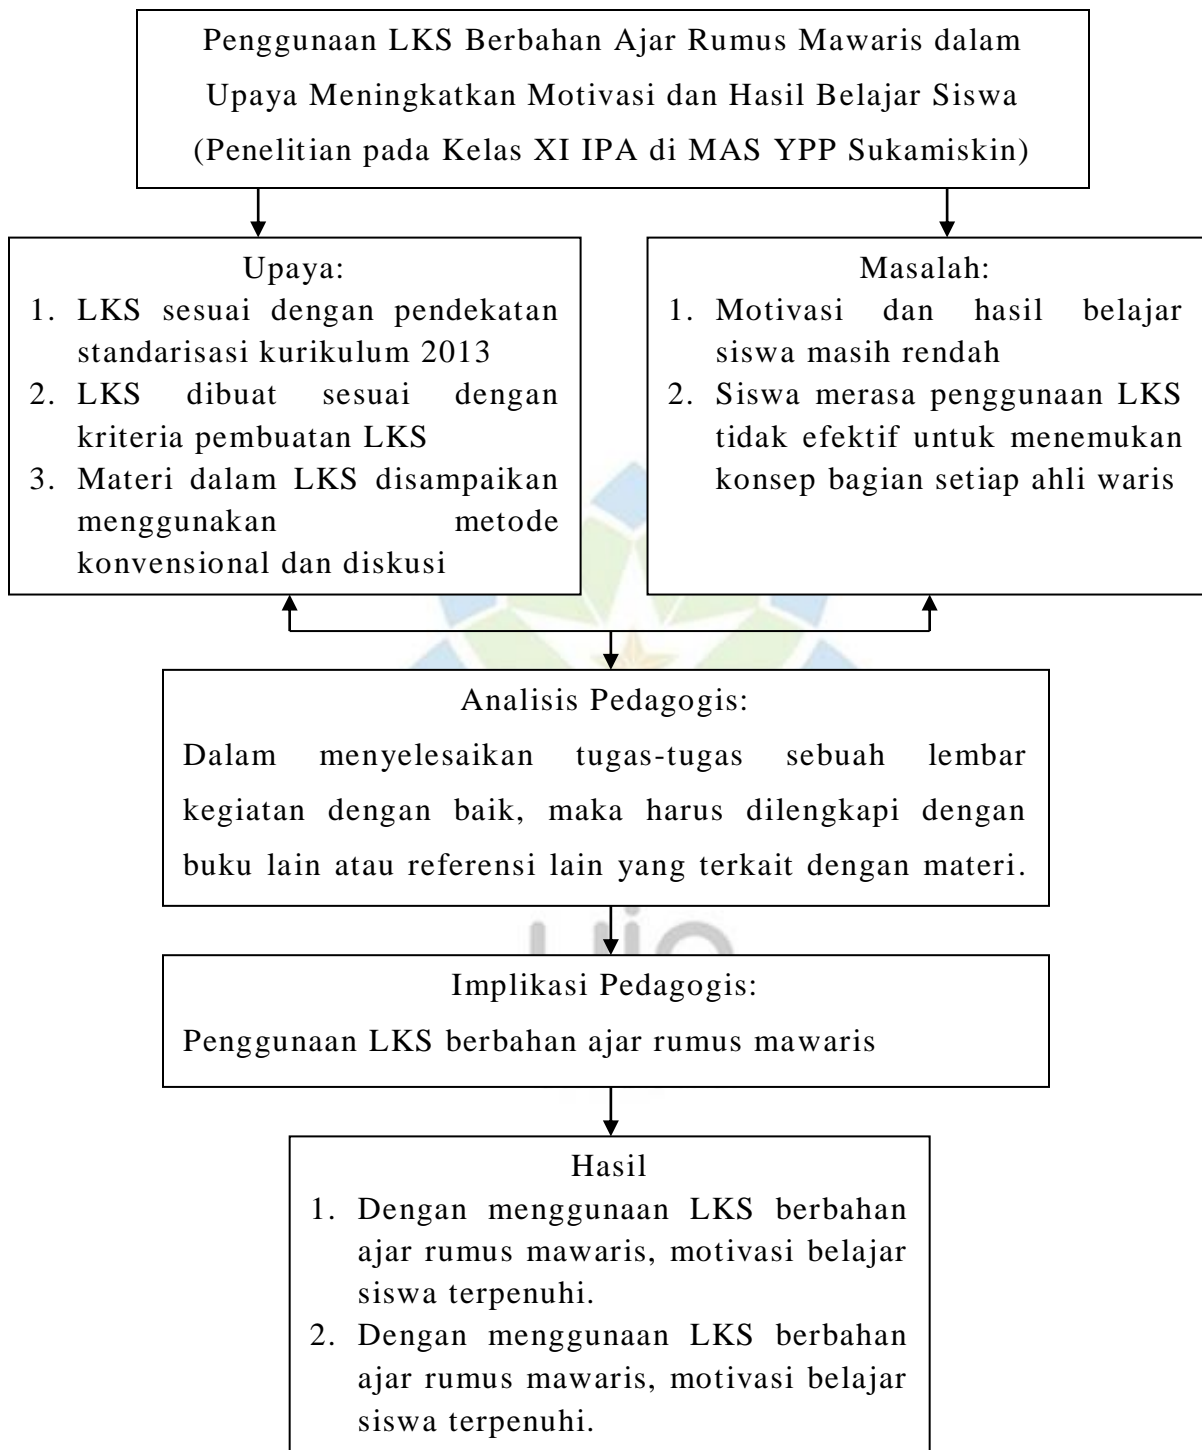 Penggunaan LKS Berbahan Ajar Rumus Mawaris dalam
Upaya Meningkatkan Motivasi dan Hasil Belajar Siswa
(Penelitian pada Kelas XI IPA di MAS YPP Sukamiskin)
Upaya:
1. LKS sesuai dengan pendekatan
standarisasi kurikulum 2013
2. LKS dibuat sesuai dengan
kriteria pembuatan LKS
3. Materi dalam LKS disampaikan
menggunakan metode
konvensional dan diskusi
Masalah:
1. Motivasi dan hasil belajar
siswa masih rendah
2. Siswa merasa penggunaan LKS
tidak efektif untuk menemukan
konsep bagian setiap ahli waris
Analisis Pedagogis:
Dalam menyelesaikan tugas-tugas sebuah lembar
kegiatan dengan baik, maka harus dilengkapi dengan
buku lain atau referensi lain yang terkait dengan materi.
Implikasi Pedagogis:
Penggunaan LKS berbahan ajar rumus mawaris
Hasil
1. Dengan menggunaan LKS berbahan
ajar rumus mawaris, motivasi belajar
siswa terpenuhi.
2. Dengan menggunaan LKS berbahan
ajar rumus mawaris, motivasi belajar
siswa terpenuhi.